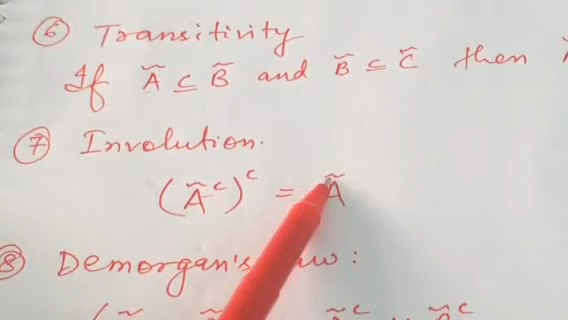 ⑥ Transitivity
If Ã ⊆ B̃ and B̃ ⊆ C̃ then
⑦ Involution.
(Ãᶜ)ᶜ = Ã
⑧ Demorgan's